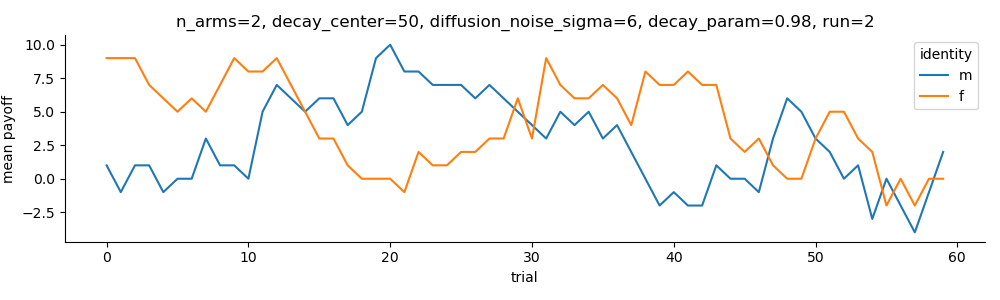 n_arms=2, decay_center=50, diffusion_noise_sigma=6, decay_param=0.98, run=2
mean payoff
10.0
7.5
5.0
2.5
0.0
−2.5
identity
m
f
0 10 20 30 40 50 60
trial